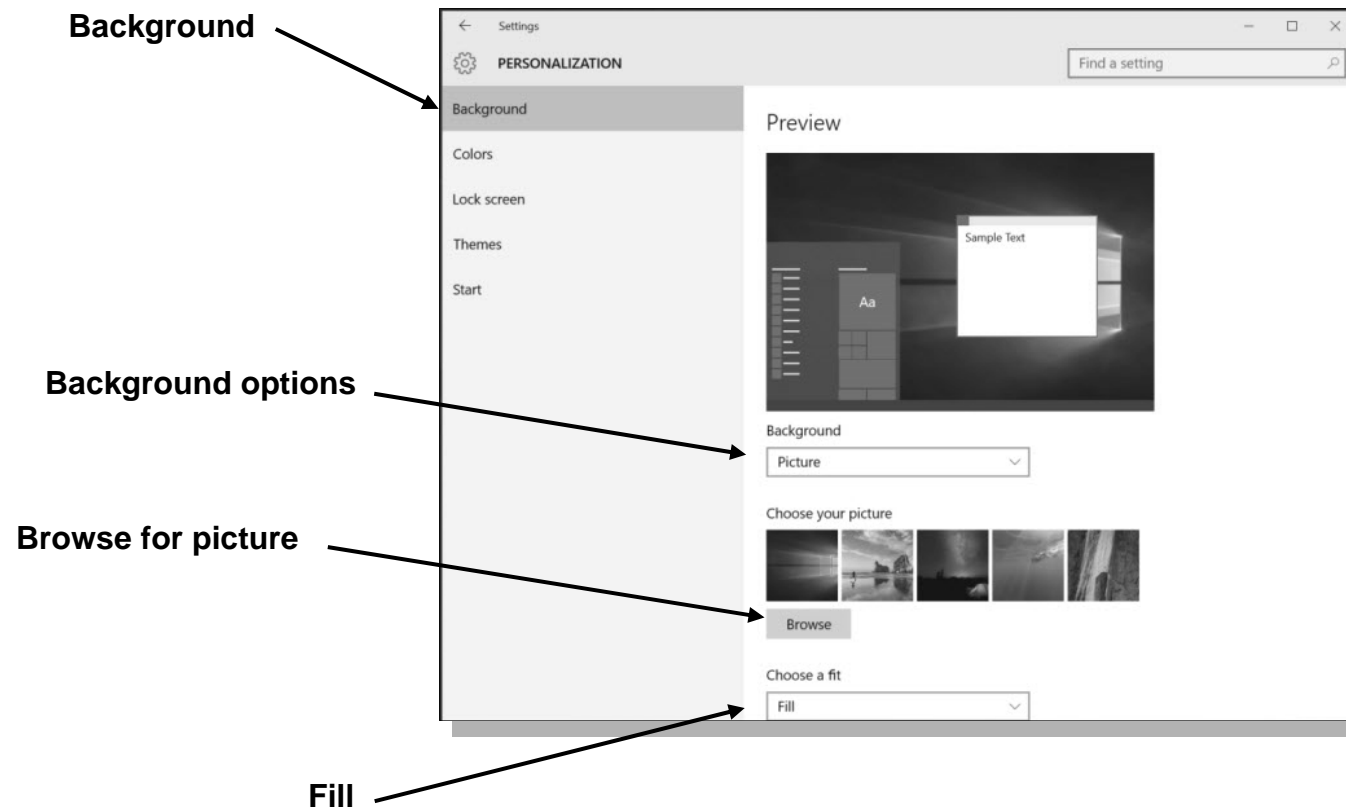 Background
Settings
PERSONALIZATION
Find a setting
Background
Colors
Lock screen
Themes
Start
Preview
Sample Text
Aa
Background options
Background
Picture
Browse for picture
Choose your picture
Browse
Choose a fit
Fill
Fill